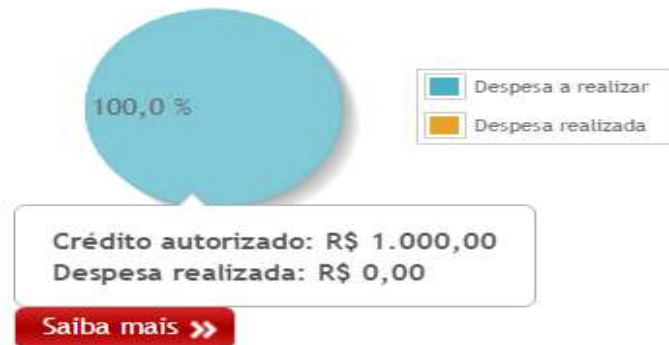 100,0 %
Despesa a realizar
Despesa realizada
Crédito autorizado: R$ 1.000,00
Despesa realizada: R$ 0,00
Saiba mais